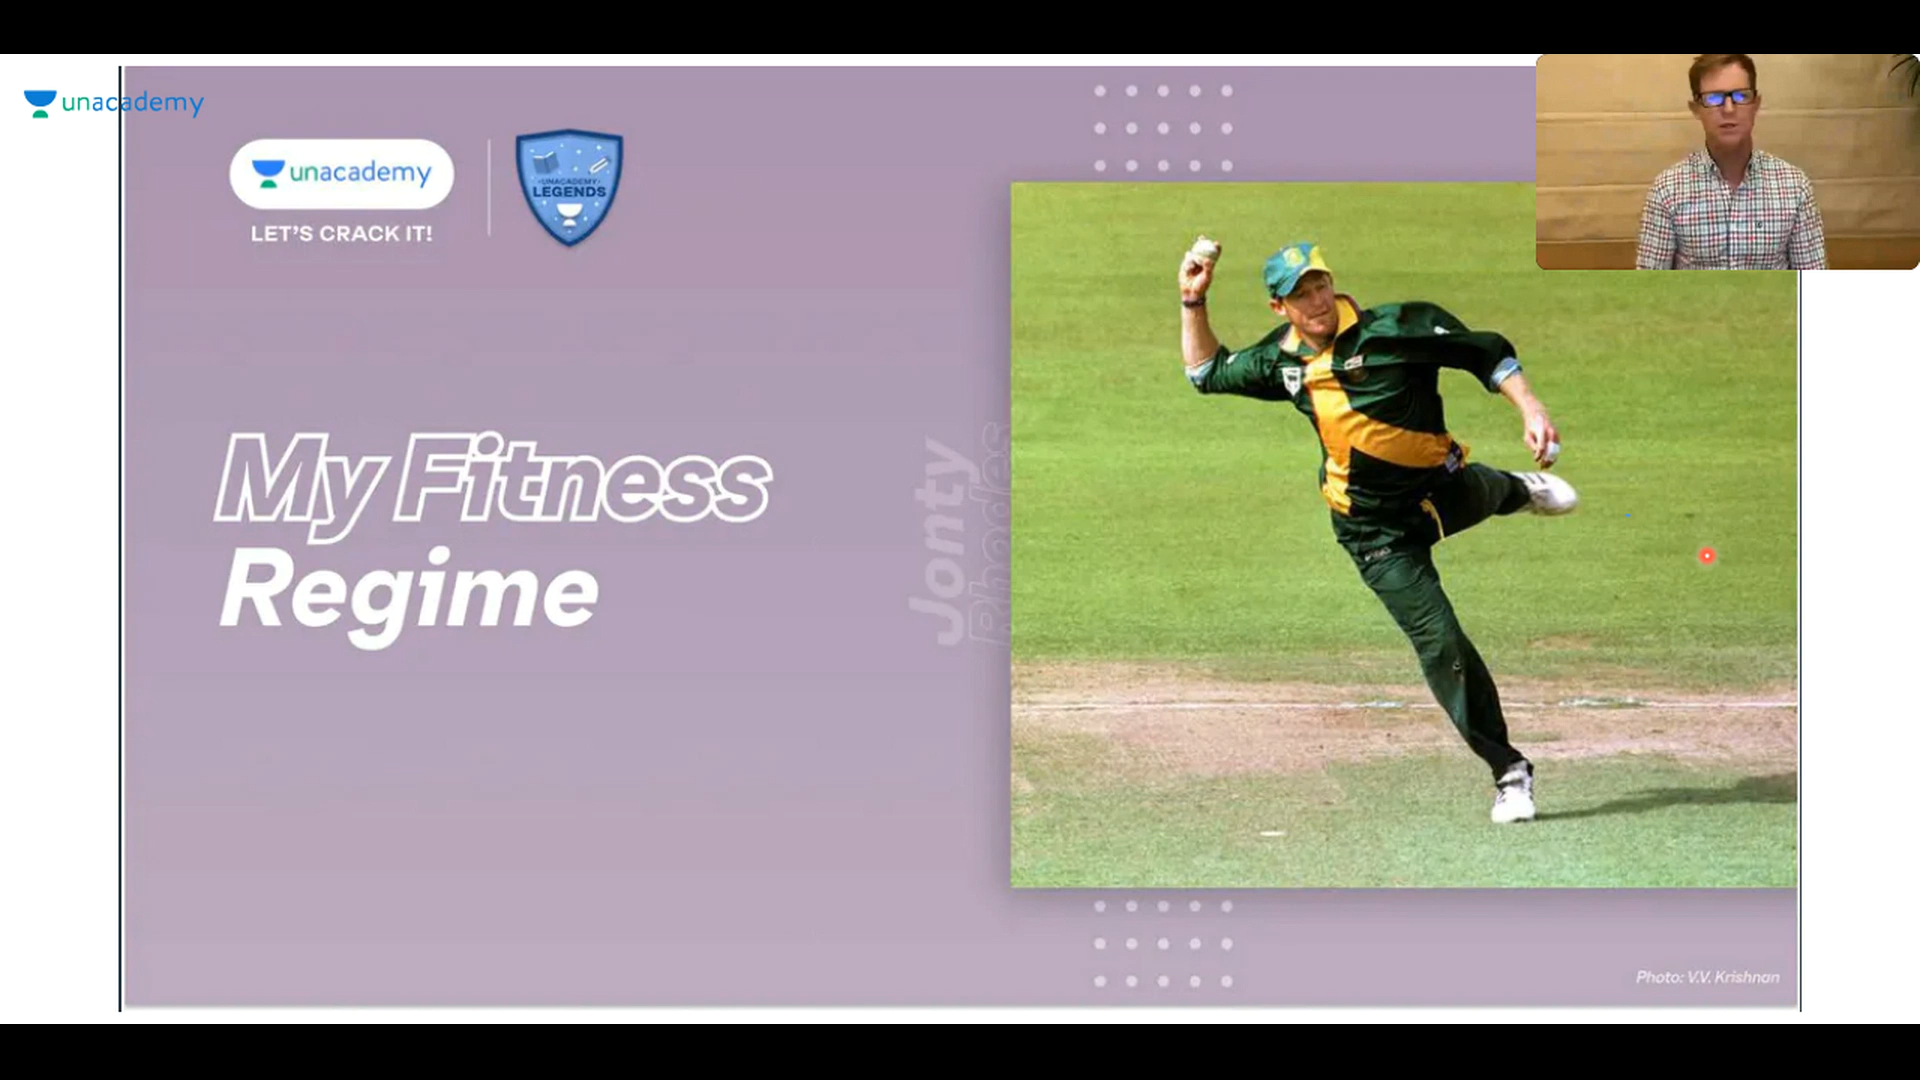 unacademy
unacademy
LET'S CRACK IT!
UNACADEMY
LEGENDS
My Fitness
Regime
Jonty
Rhodes
Photo: V.V. Krishnan